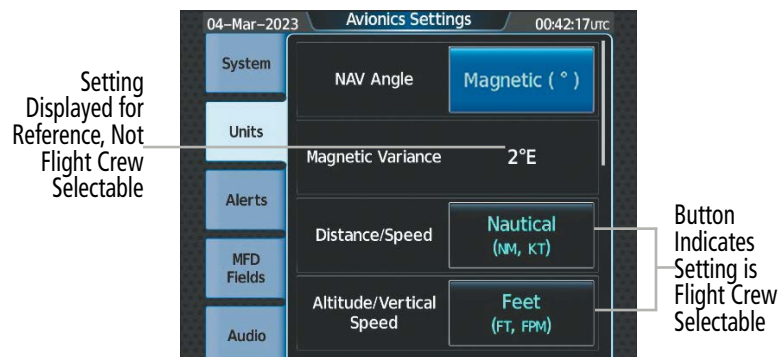 04–Mar–2023 Avionics Settings 00:42:17UTC
System
NAV Angle
Magnetic ( ° )
Setting
Displayed for
Reference, Not
Flight Crew
Selectable
Units
Magnetic Variance
2°E
Alerts
Distance/Speed
Nautical
(NM, KT)
Button
Indicates
Setting is
Flight Crew
Selectable
MFD
Fields
Altitude/Vertical
Speed
Feet
(FT, FPM)
Audio